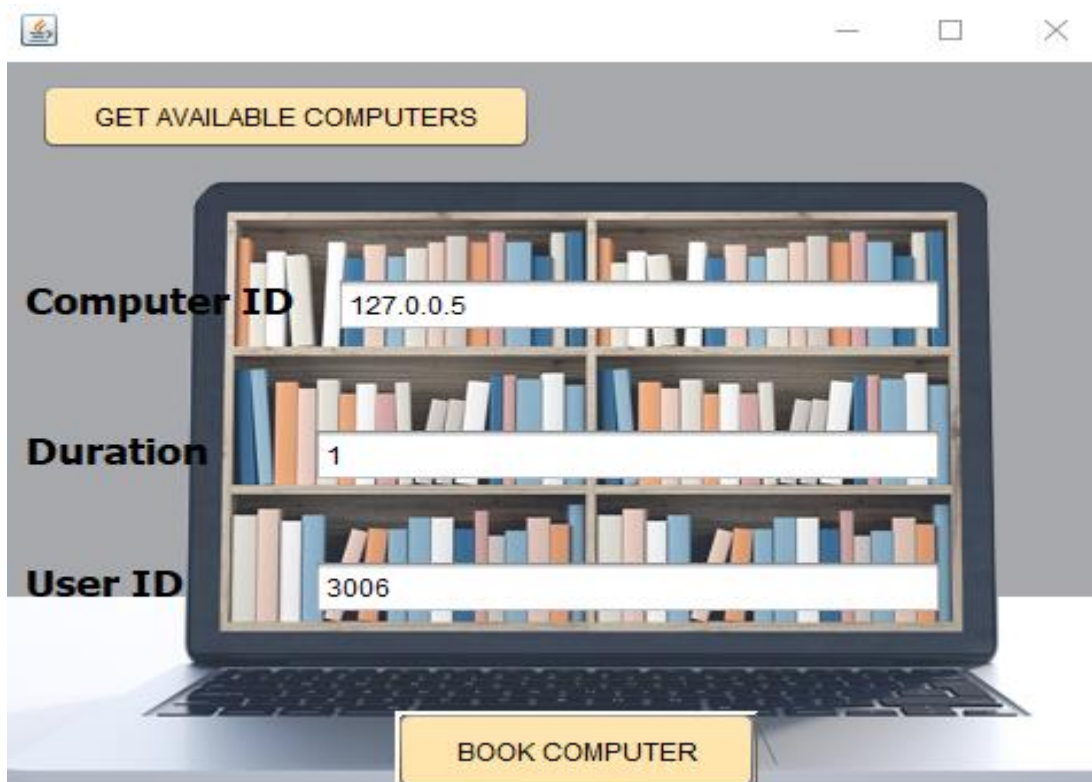 GET AVAILABLE COMPUTERS
Computer ID 127.0.0.5
Duration 1
User ID 3006
BOOK COMPUTER